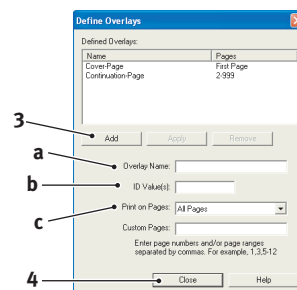 Define Overlays
Defined Overlays:
Name Pages
Cover-Page First Page
Continuation-Page 2-999
3
Add Apply Remove
a
Overlay Name:
b
ID Value(s):
c
Print on Pages: All Pages
Custom Pages:
Enter page numbers and/or page ranges
separated by commas. For example, 1,3,5-12
4
Close Help